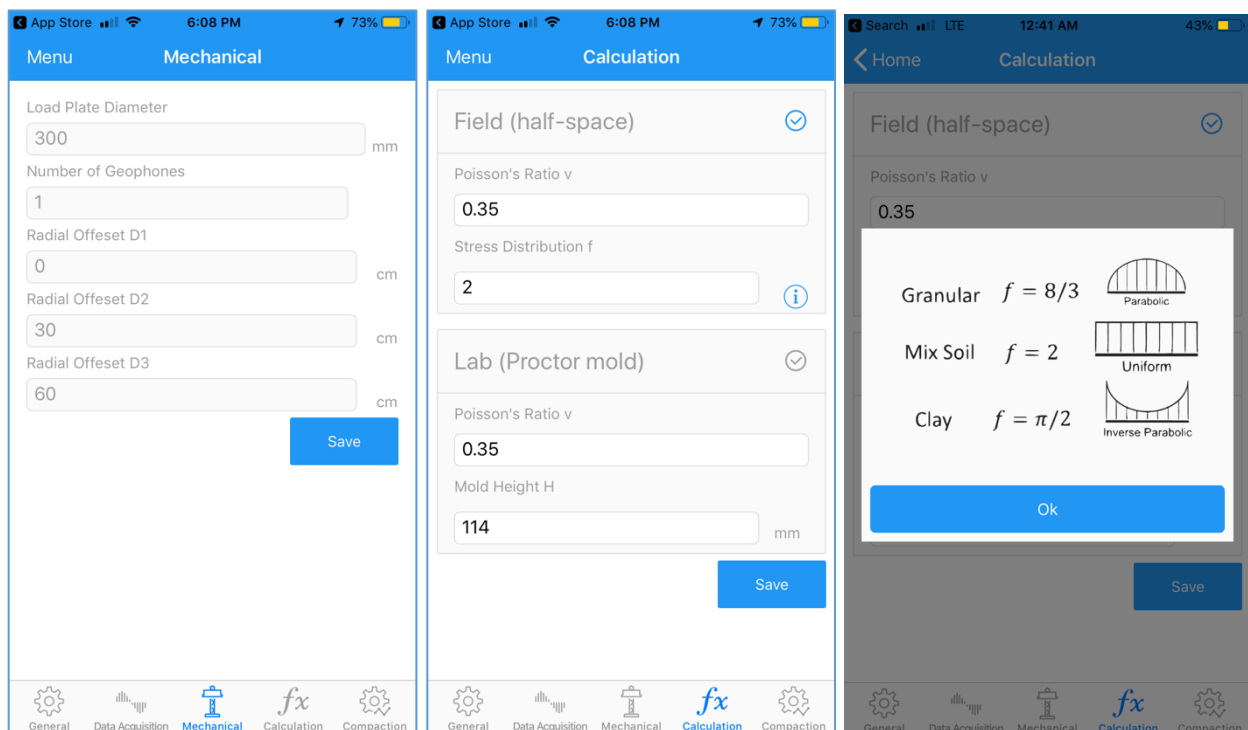 App Store 6:08 PM 73%
Menu Mechanical
Load Plate Diameter
300 mm
Number of Geophones
1
Radial Offeset D1
0 cm
Radial Offeset D2
30 cm
Radial Offeset D3
60 cm
Save
General Data Acquisition Mechanical Calculation Compaction
App Store 6:08 PM 73%
Menu Calculation
Field (half-space)
Poisson's Ratio v
0.35
Stress Distribution f
2
i
Lab (Proctor mold)
Poisson's Ratio v
0.35
Mold Height H
114 mm
Save
fx
General Data Acquisition Mechanical Calculation Compaction
Search LTE 12:41 AM 43%
Home Calculation
Field (half-space)
Poisson's Ratio v
0.35
Granular f = 8/3 Parabolic
Mix Soil f = 2 Uniform
Clay f = π/2 Inverse Parabolic
Ok
Save
fx
General Data Acquisition Mechanical Calculation Compaction